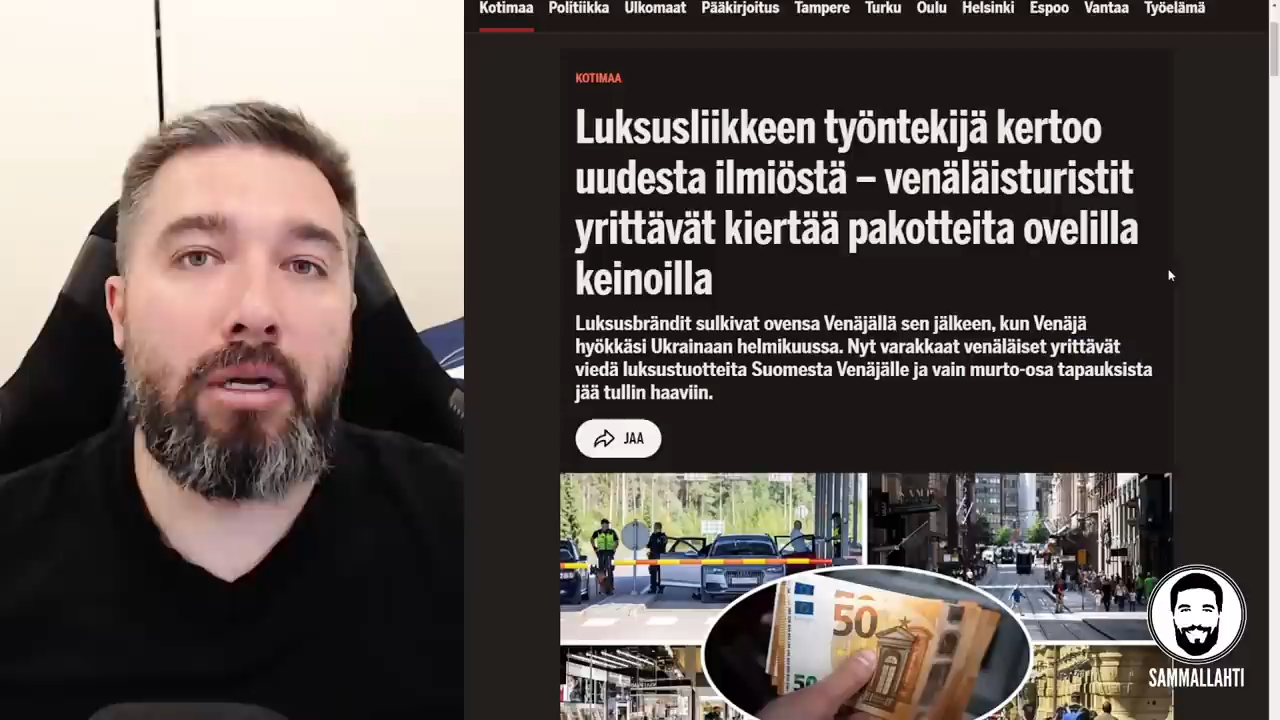 Kotimaa Politiikka Ulkomaat Pääkirjoitus Tampere Turku Oulu Helsinki Espoo Vantaa Työelämä
KOTIMAA
Luksusliikkeen työntekijä kertoo
uudesta ilmiöstä – venäläisturistit
yrittävät kiertää pakotteita ovelilla
keinoilla
Luksusbrändit sulkivat ovensa Venäjällä sen jälkeen, kun Venäjä
hyökkäsi Ukrainaan helmikuussa. Nyt varakkaat venäläiset yrittävät
viedä luksustuotteita Suomesta Venäjälle ja vain murto-osa tapauksista
jää tullin haaviin.
JAA
50
50
SAMMALLAHTI